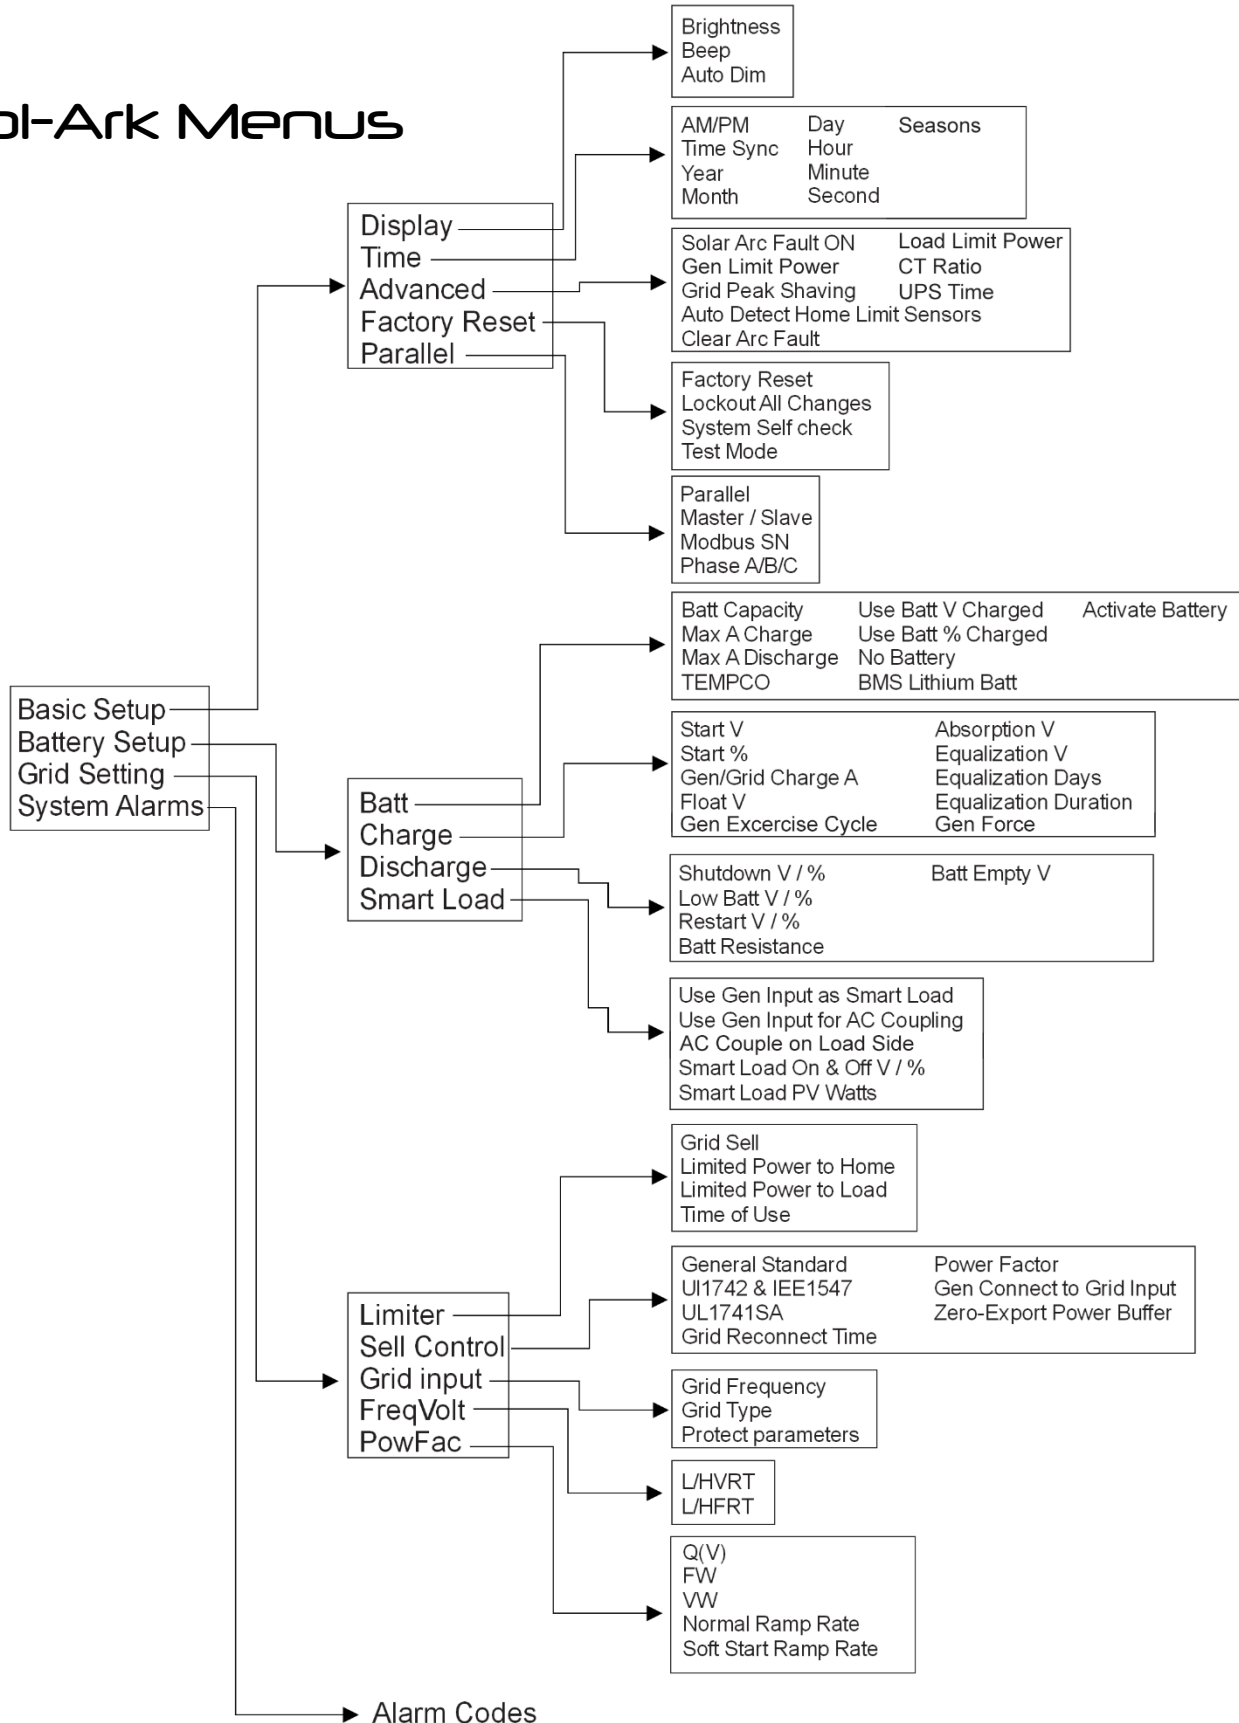 ol-Ark Menus
Basic Setup
Battery Setup
Grid Setting
System Alarms
Display
Time
Advanced
Factory Reset
Parallel
Brightness
Beep
Auto Dim
AM/PM Day Seasons
Time Sync Hour
Year Minute
Month Second
Solar Arc Fault ON Load Limit Power
Gen Limit Power CT Ratio
Grid Peak Shaving UPS Time
Auto Detect Home Limit Sensors
Clear Arc Fault
Factory Reset
Lockout All Changes
System Self check
Test Mode
Parallel
Master / Slave
Modbus SN
Phase A/B/C
Batt
Charge
Discharge
Smart Load
Batt Capacity Use Batt V Charged Activate Battery
Max A Charge Use Batt % Charged
Max A Discharge No Battery
TEMPCO BMS Lithium Batt
Start V Absorption V
Start % Equalization V
Gen/Grid Charge A Equalization Days
Float V Equalization Duration
Gen Excercise Cycle Gen Force
Shutdown V / % Batt Empty V
Low Batt V / %
Restart V / %
Batt Resistance
Use Gen Input as Smart Load
Use Gen Input for AC Coupling
AC Couple on Load Side
Smart Load On & Off V / %
Smart Load PV Watts
Limiter
Sell Control
Grid input
FreqVolt
PowFac
Grid Sell
Limited Power to Home
Limited Power to Load
Time of Use
General Standard Power Factor
Ul1742 & IEE1547 Gen Connect to Grid Input
UL1741SA Zero-Export Power Buffer
Grid Reconnect Time
Grid Frequency
Grid Type
Protect parameters
L/HVRT
L/HFRT
Q(V)
FW
VW
Normal Ramp Rate
Soft Start Ramp Rate
Alarm Codes